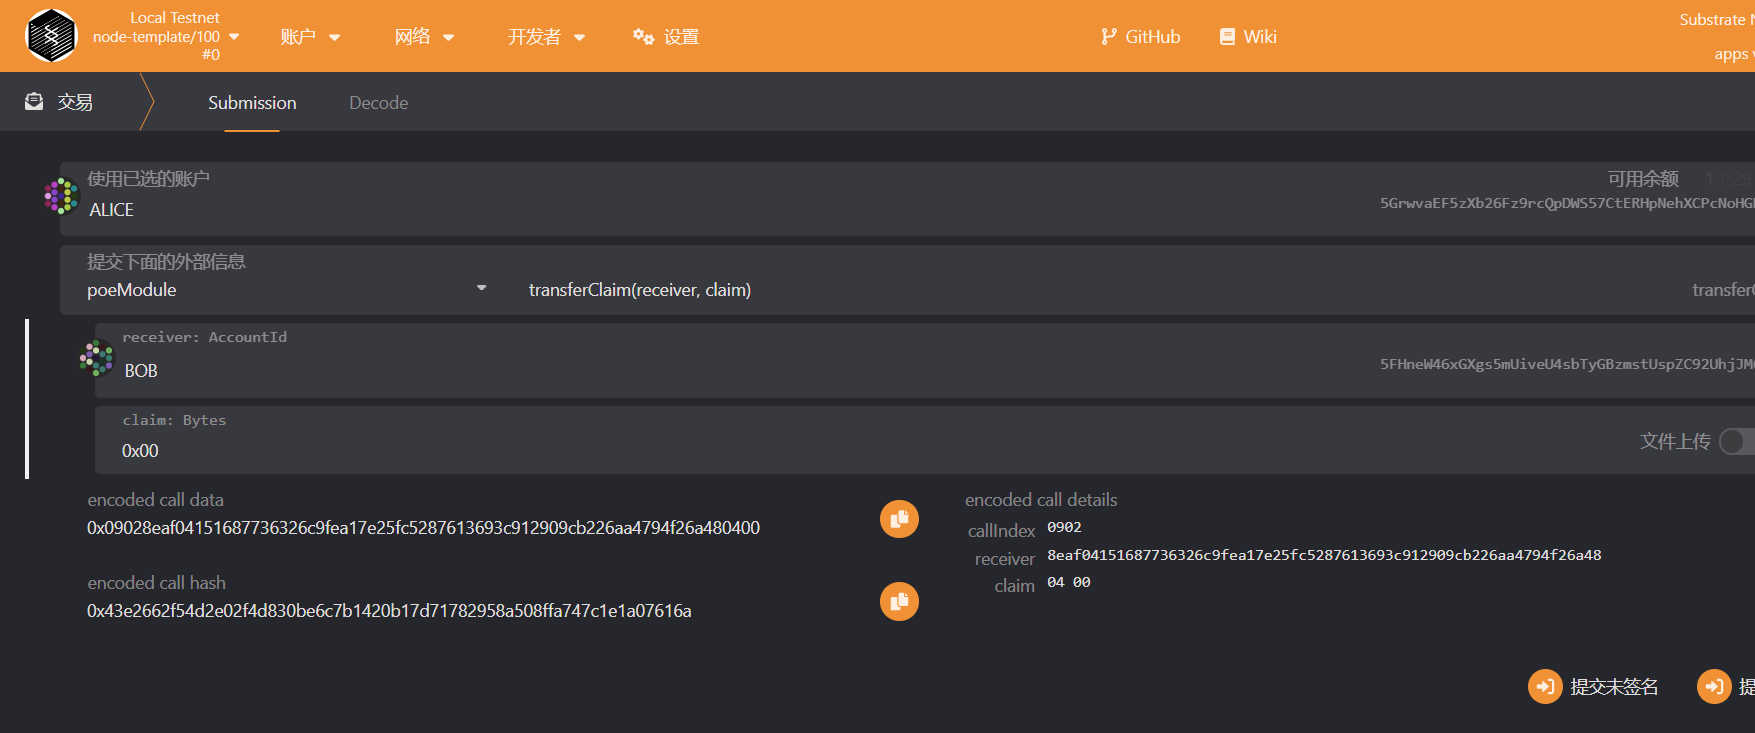 Local Testnet
node-template/100
#0
账户
网络
开发者
设置
GitHub
Wiki
Substrate
apps
交易
Submission
Decode
使用已选的账户
可用余额 1.1529
ALICE
5GrwvaEF5zXb26Fz9rcQpDWS57CtERHpNehXCPcNoHG
提交下面的外部信息
poeModule
transferClaim(receiver, claim)
transfer
receiver: AccountId
BOB
5FHneW46xGXgs5mUiveU4sbTyGBzmstUspZC92UhjJM
claim: Bytes
0x00
文件上传
encoded call data
0x09028eaf04151687736326c9fea17e25fc5287613693c912909cb226aa4794f26a480400
encoded call details
callIndex 0902
receiver 8eaf04151687736326c9fea17e25fc5287613693c912909cb226aa4794f26a48
claim 04 00
encoded call hash
0x43e2662f54d2e02f4d830be6c7b1420b17d71782958a508ffa747c1e1a07616a
提交未签名
提